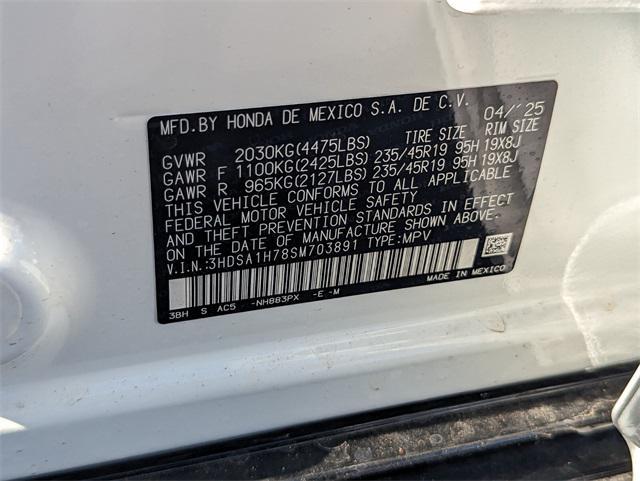 MFD.BY HONDA DE MEXICO S.A. DE C.V. 04/'25
TIRE SIZE RIM SIZE
GVWR 2030KG(4475LBS)
GAWR F 1100KG(2425LBS) 235/45R19 95H 19X8J
GAWR R 965KG(2127LBS) 235/45R19 95H 19X8J
THIS VEHICLE CONFORMS TO ALL APPLICABLE
FEDERAL MOTOR VEHICLE SAFETY
AND THEFT PREVENTION STANDARDS IN EFFECT
ON THE DATE OF MANUFACTURE SHOWN ABOVE.
V.I.N.:3HDSA1H78SM703891 TYPE:MPV
MADE IN MEXICO
3BH S AC5 -NH883PX -E -M